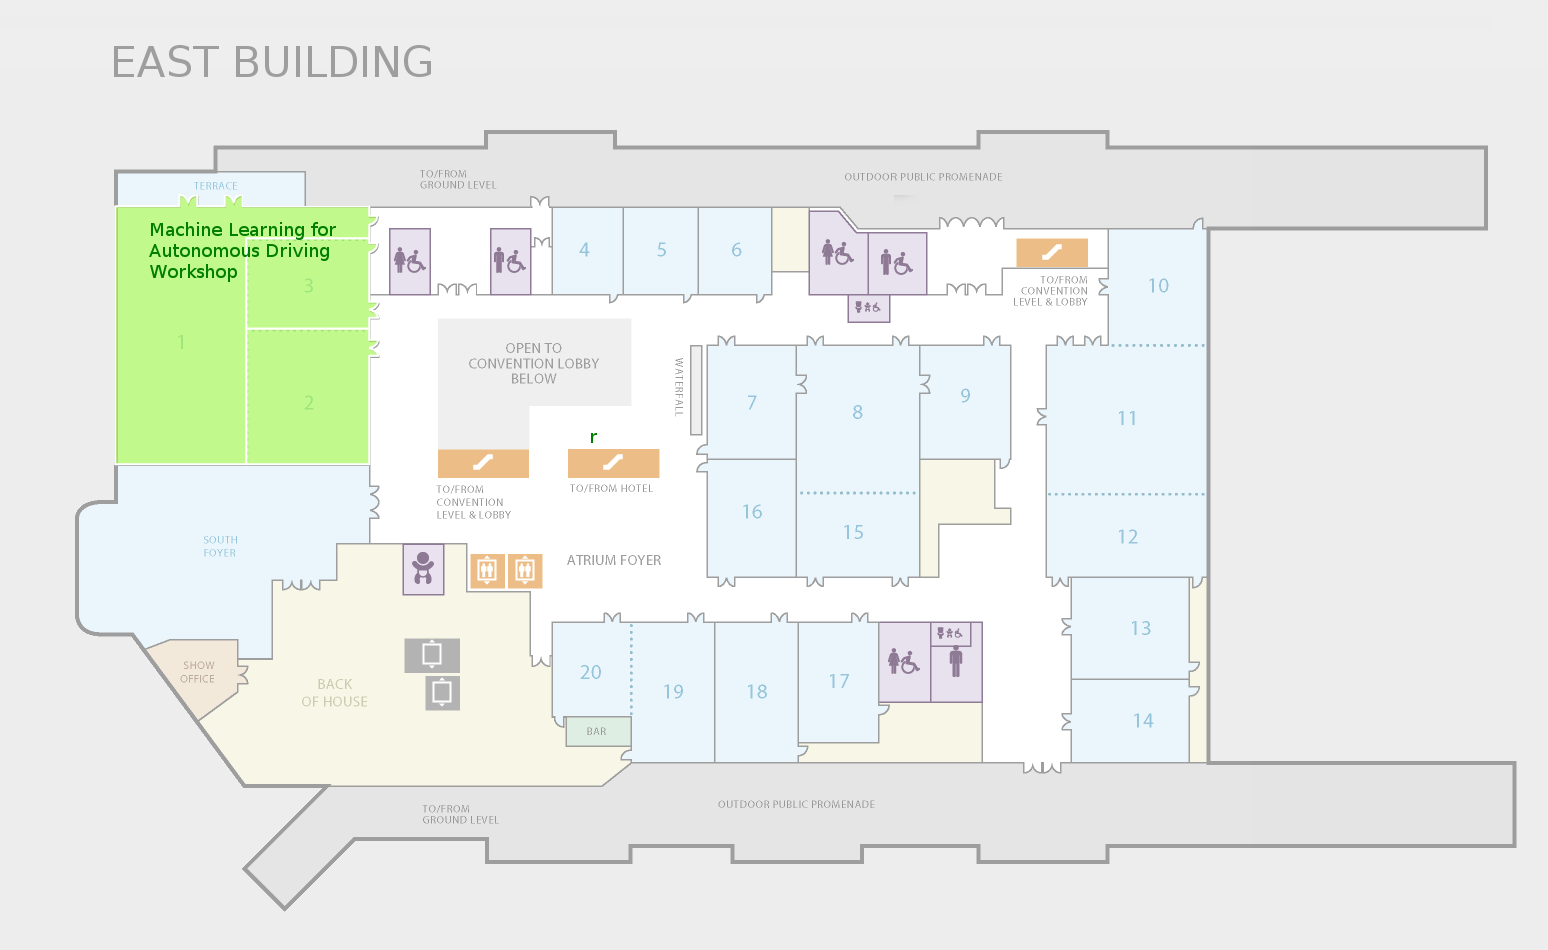 EAST BUILDING
TO/FROM
GROUND LEVEL
OUTDOOR PUBLIC PROMENADE
TERRACE
Machine Learning for
Autonomous Driving
Workshop
1
2
3
4
5
6
TO/FROM
CONVENTION
LEVEL & LOBBY
10
OPEN TO
CONVENTION LOBBY
BELOW
WATERFALL
7
8
9
11
r
TO/FROM
CONVENTION
LEVEL & LOBBY
TO/FROM HOTEL
16
15
12
SOUTH
FOYER
ATRIUM FOYER
13
SHOW
OFFICE
BACK
OF HOUSE
20
19
18
17
14
BAR
TO/FROM
GROUND LEVEL
OUTDOOR PUBLIC PROMENADE